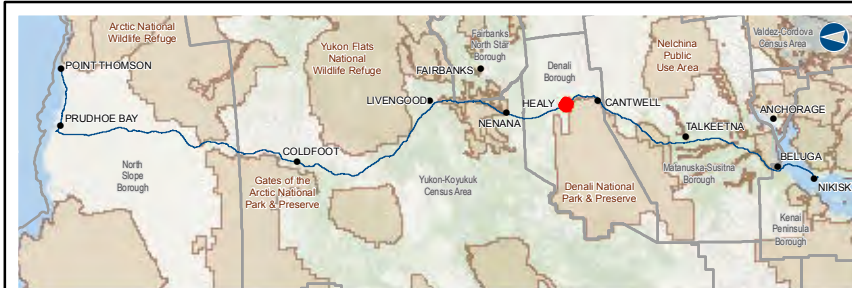 Arctic National
Wildlife Refuge
POINT THOMSON
PRUDHOE BAY
North
Slope
Borough
COLDFOOT
Gates of the
Arctic National
Park & Preserve
Yukon Flats
National
Wildlife Refuge
LIVENGOOD
Yukon-Koyukuk
Census Area
FAIRBANKS
Fairbanks
North Star
Borough
NENANA
Denali
Borough
HEALY
CANTWELL
Denali National
Park & Preserve
Nelchina
Public
Use Area
TALKEETNA
Matanuska-Susitna
Borough
Valdez-Cordova
Census Area
ANCHORAGE
BELUGA
NIKISKI
Kenai
Peninsula
Borough